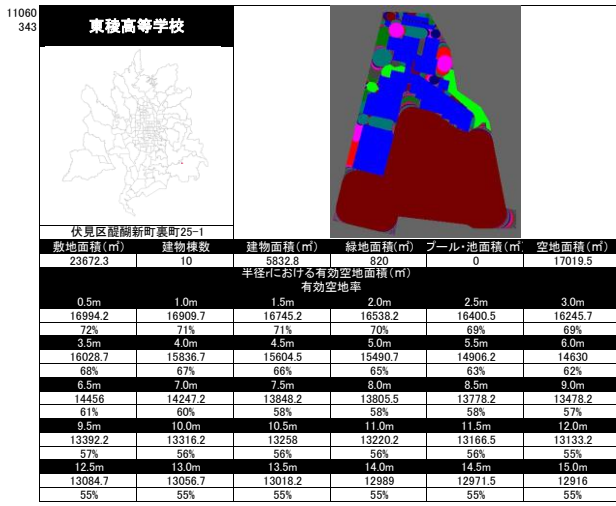 11060
343
東稜高等学校
伏見区醍醐新町裏町25-1
敷地面積(㎡) 建物棟数 建物面積(㎡) 緑地面積(㎡) プール・池面積(㎡) 空地面積(㎡)
23672.3 10 5832.8 820 0 17019.5
半径rにおける有効空地面積(㎡)
有効空地率
0.5m 1.0m 1.5m 2.0m 2.5m 3.0m
16994.2 16909.7 16745.2 16538.2 16400.5 16245.7
72% 71% 71% 70% 69% 69%
3.5m 4.0m 4.5m 5.0m 5.5m 6.0m
16028.7 15836.7 15604.5 15490.7 14906.2 14630
68% 67% 66% 65% 63% 62%
6.5m 7.0m 7.5m 8.0m 8.5m 9.0m
14456 14247.2 13848.2 13805.5 13778.2 13478.2
61% 60% 58% 58% 58% 57%
9.5m 10.0m 10.5m 11.0m 11.5m 12.0m
13392.2 13316.2 13258 13220.2 13166.5 13133.2
57% 56% 56% 56% 56% 55%
12.5m 13.0m 13.5m 14.0m 14.5m 15.0m
13084.7 13056.7 13018.2 12989 12971.5 12916
55% 55% 55% 55% 55% 55%